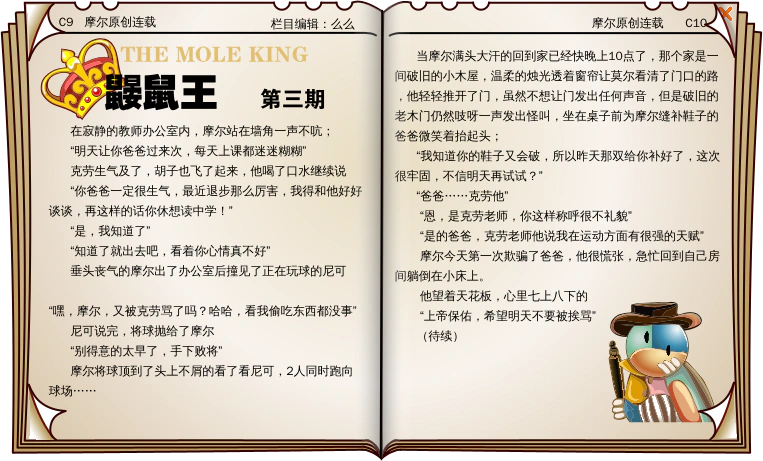 C9 摩尔原创连载
栏目编辑：么么
THE MOLE KING
鼹鼠王
第三期
在寂静的教师办公室内，摩尔站在墙角一声不吭；
“明天让你爸爸过来次，每天上课都迷迷糊糊”
克劳生气及了，胡子也飞了起来，他喝了口水继续说
“你爸爸一定很生气，最近退步那么厉害，我得和他好好
谈谈，再这样的话你休想读中学！”
“是，我知道了”
“知道了就出去吧，看着你心情真不好”
垂头丧气的摩尔出了办公室后撞见了正在玩球的尼可
“嘿，摩尔，又被克劳骂了吗？哈哈，看我偷吃东西都没事”
尼可说完，将球抛给了摩尔
“别得意的太早了，手下败将”
摩尔将球顶到了头上不屑的看了看尼可，2人同时跑向
球场……
摩尔原创连载 C10
当摩尔满头大汗的回到家已经快晚上10点了，那个家是一
间破旧的小木屋，温柔的烛光透着窗帘让莫尔看清了门口的路
，他轻轻推开了门，虽然不想让门发出任何声音，但是破旧的
老木门仍然吱呀一声发出怪叫，坐在桌子前为摩尔缝补鞋子的
爸爸微笑着抬起头；
“我知道你的鞋子又会破，所以昨天那双给你补好了，这次
很牢固，不信明天再试试？”
“爸爸……克劳他”
“恩，是克劳老师，你这样称呼很不礼貌”
“是的爸爸，克劳老师他说我在运动方面有很强的天赋”
摩尔今天第一次欺骗了爸爸，他很慌张，急忙回到自己房
间躺倒在小床上。
他望着天花板，心里七上八下的
“上帝保佑，希望明天不要被挨骂”
（待续）